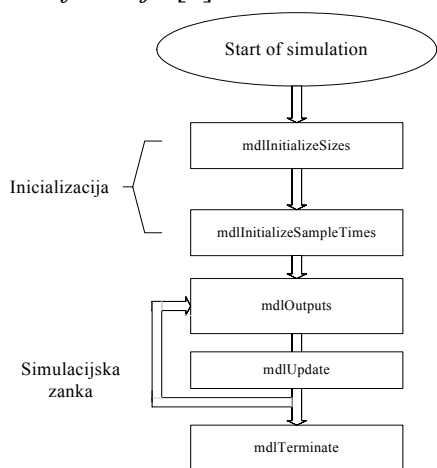 Start of simulation
mdlInitializeSizes
Inicializacija
mdlInitializeSampleTimes
mdlOutputs
Simulacijska
zanka
mdlUpdate
mdlTerminate